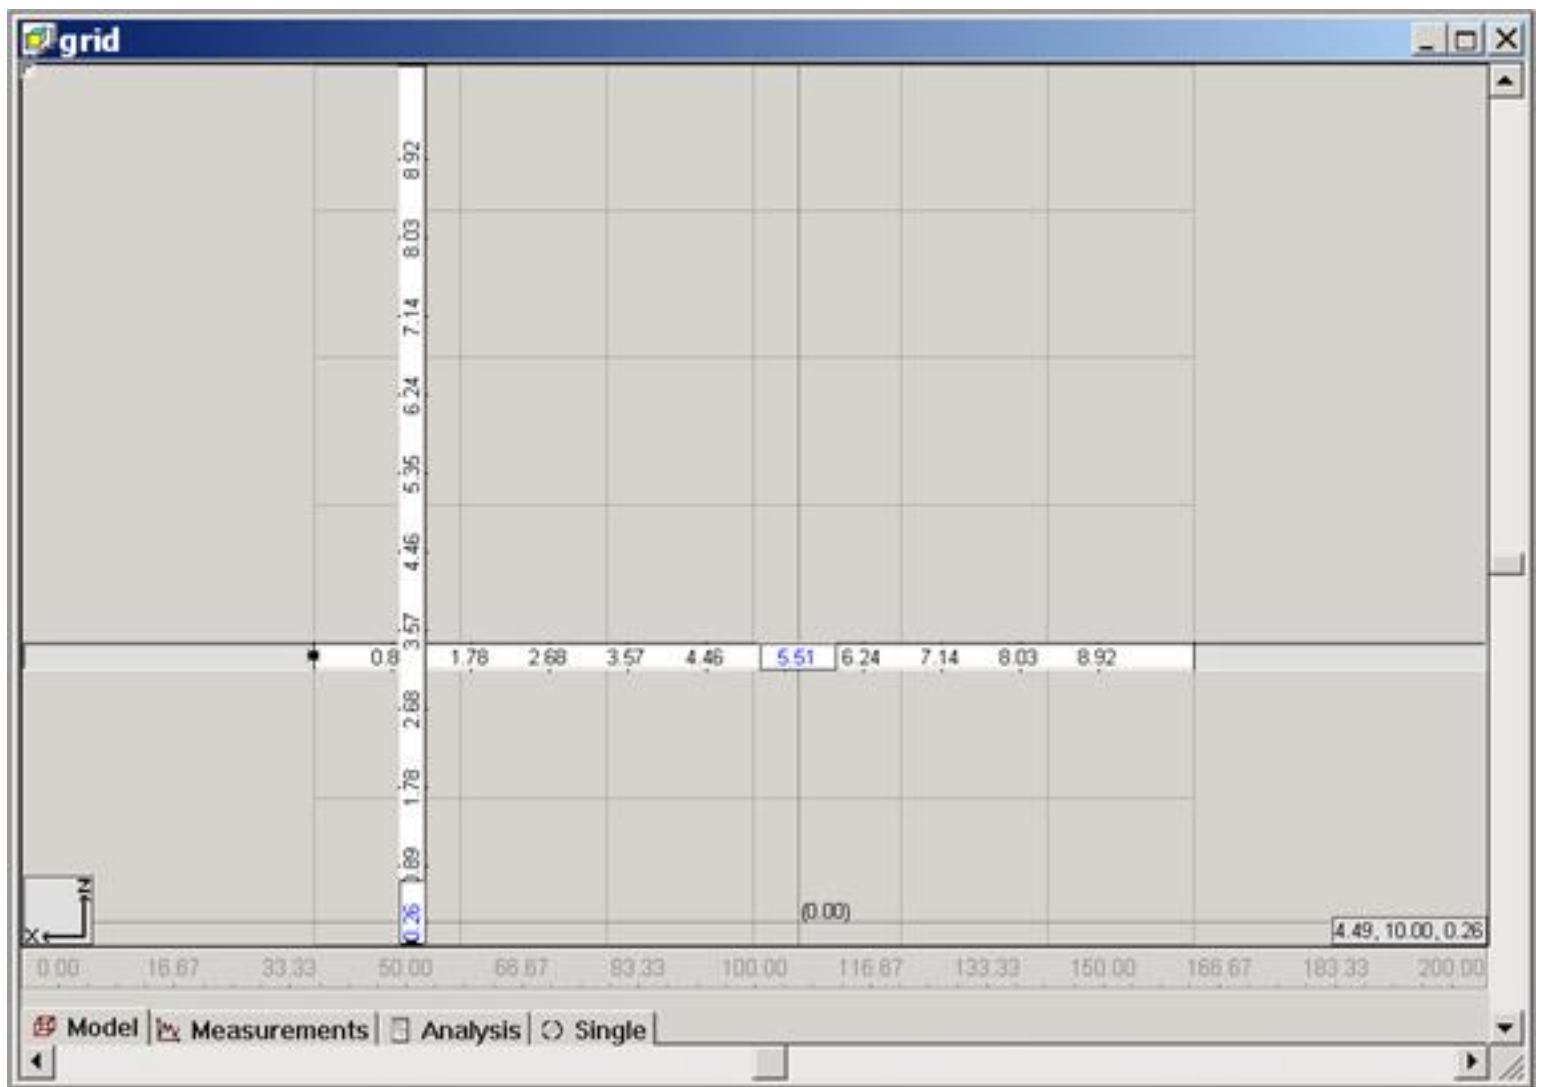 grid
8.92
8.03
7.14
6.24
5.35
4.46
3.57
0.8 1.78 2.68 3.57 4.46 5.51 6.24 7.14 8.03 8.92
2.68
1.78
0.89
0.26
(0.00)
Z
X
4.49, 10.00, 0.26
0.00 16.67 33.33 50.00 66.67 83.33 100.00 116.67 133.33 150.00 166.67 183.33 200.00
Model Measurements Analysis Single